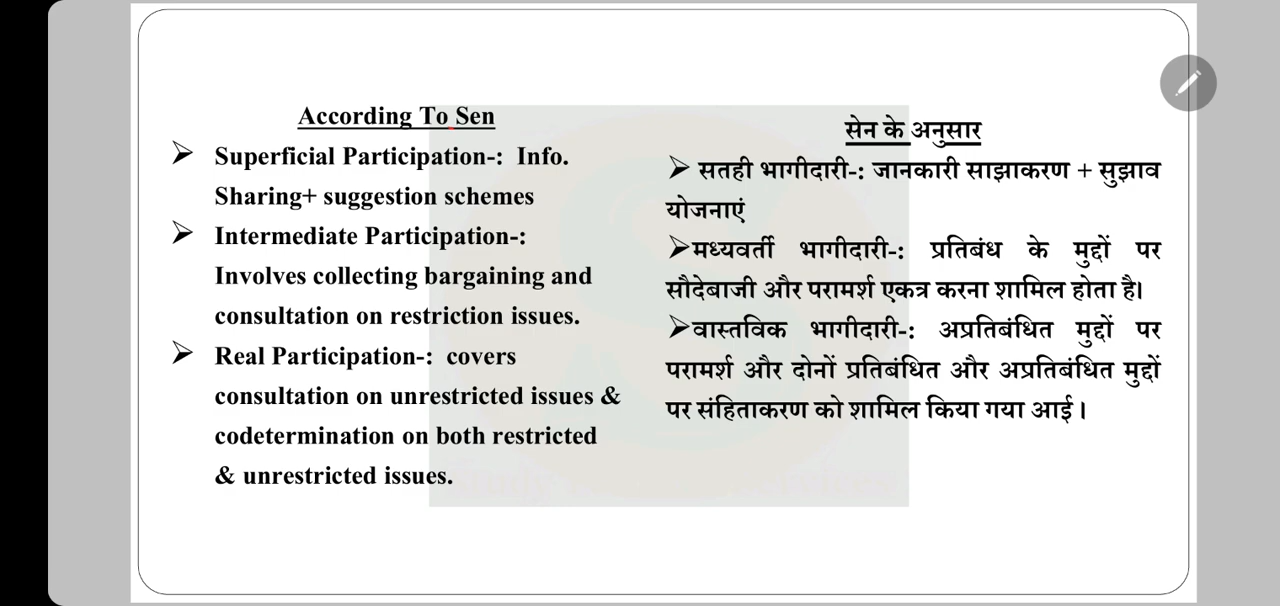 According To Sen
➢ Superficial Participation-: Info.
Sharing+ suggestion schemes
➢ Intermediate Participation-:
Involves collecting bargaining and
consultation on restriction issues.
➢ Real Participation-: covers
consultation on unrestricted issues &
codetermination on both restricted
& unrestricted issues.
सेन के अनुसार
➢ सतही भागीदारी-: जानकारी साझाकरण + सुझाव
योजनाएं
➢मध्यवर्ती भागीदारी-: प्रतिबंध के मुद्दों पर
सौदेबाजी और परामर्श एकत्र करना शामिल होता है।
➢वास्तविक भागीदारी-: अप्रतिबंधित मुद्दों पर
परामर्श और दोनों प्रतिबंधित और अप्रतिबंधित मुद्दों
पर संहिताकरण को शामिल किया गया आई।